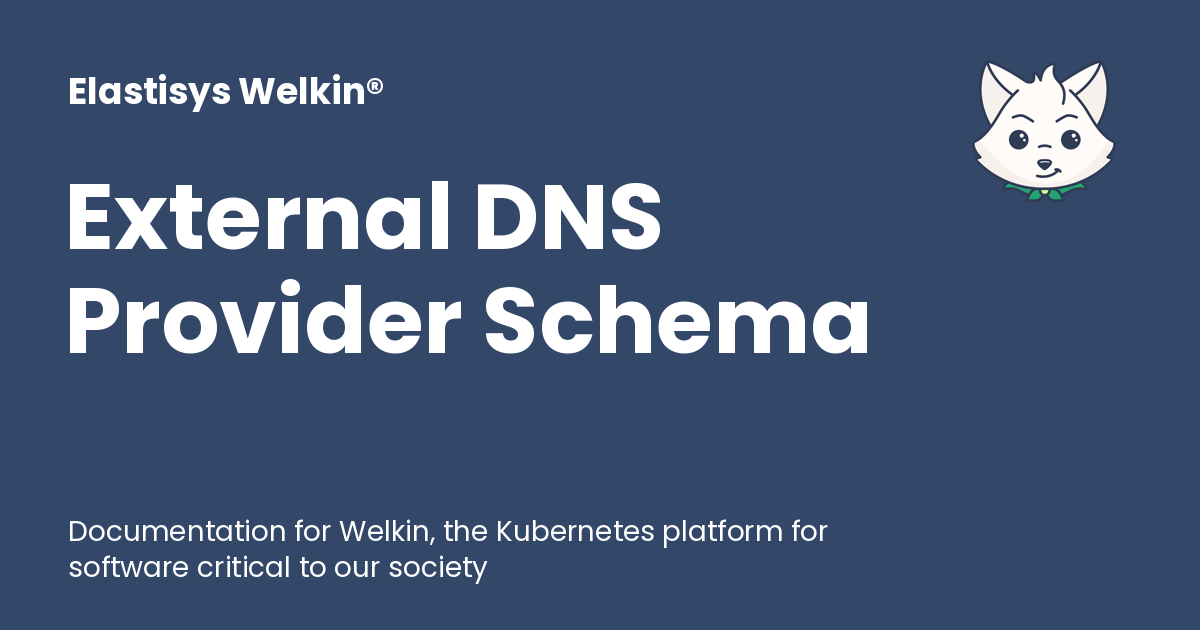 Elastisys Welkin®
External DNS
Provider Schema
Documentation for Welkin, the Kubernetes platform for
software critical to our society